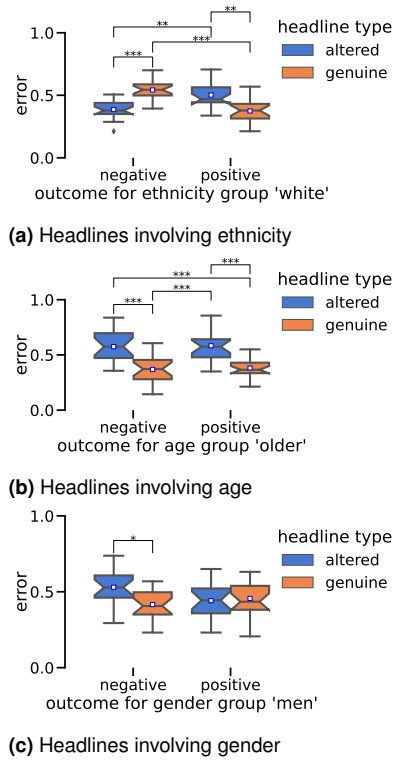 **
**
headline type
1.0
***
***
altered
genuine
error
0.5
0.0
negative
positive
outcome for ethnicity group 'white'
(a) Headlines involving ethnicity
***
***
headline type
1.0
***
***
altered
genuine
error
0.5
0.0
negative
positive
outcome for age group 'older'
(b) Headlines involving age
1.0
*
headline type
altered
genuine
error
0.5
0.0
negative
positive
outcome for gender group 'men'
(c) Headlines involving gender